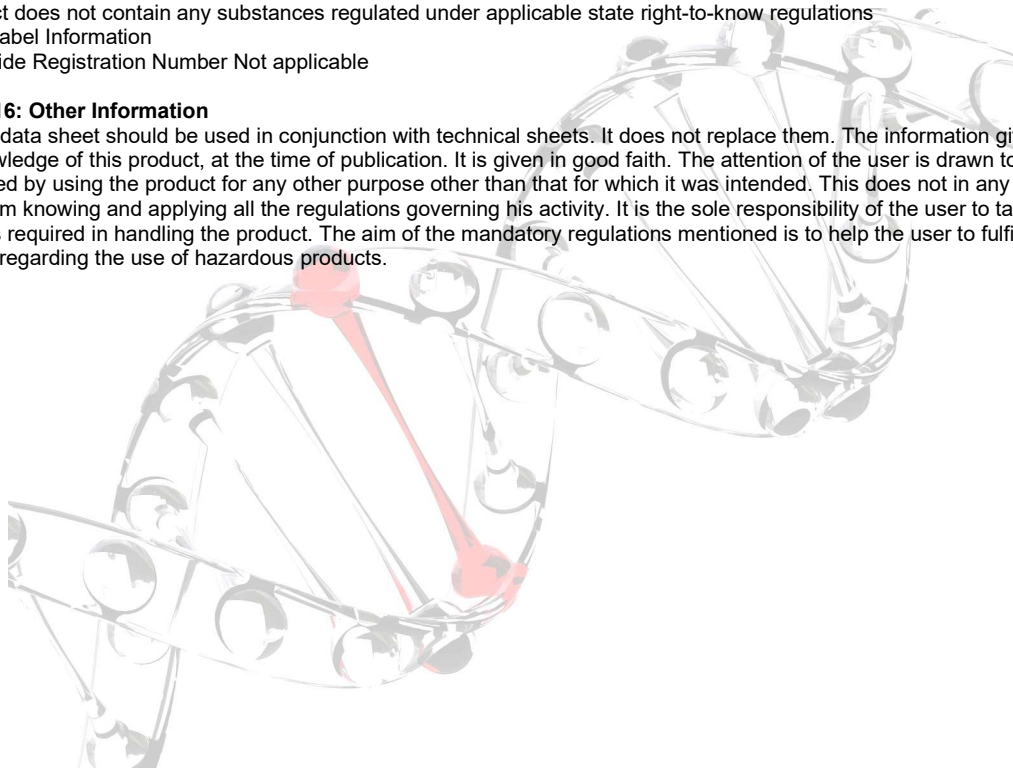 ct does not contain any substances regulated under applicable state right-to-know regulations
abel Information
ide Registration Number Not applicable
16: Other Information
data sheet should be used in conjunction with technical sheets. It does not replace them. The information gi
wledge of this product, at the time of publication. It is given in good faith. The attention of the user is drawn to
ed by using the product for any other purpose other than that for which it was intended. This does not in any
m knowing and applying all the regulations governing his activity. It is the sole responsibility of the user to ta
s required in handling the product. The aim of the mandatory regulations mentioned is to help the user to fulfi
regarding the use of hazardous products.